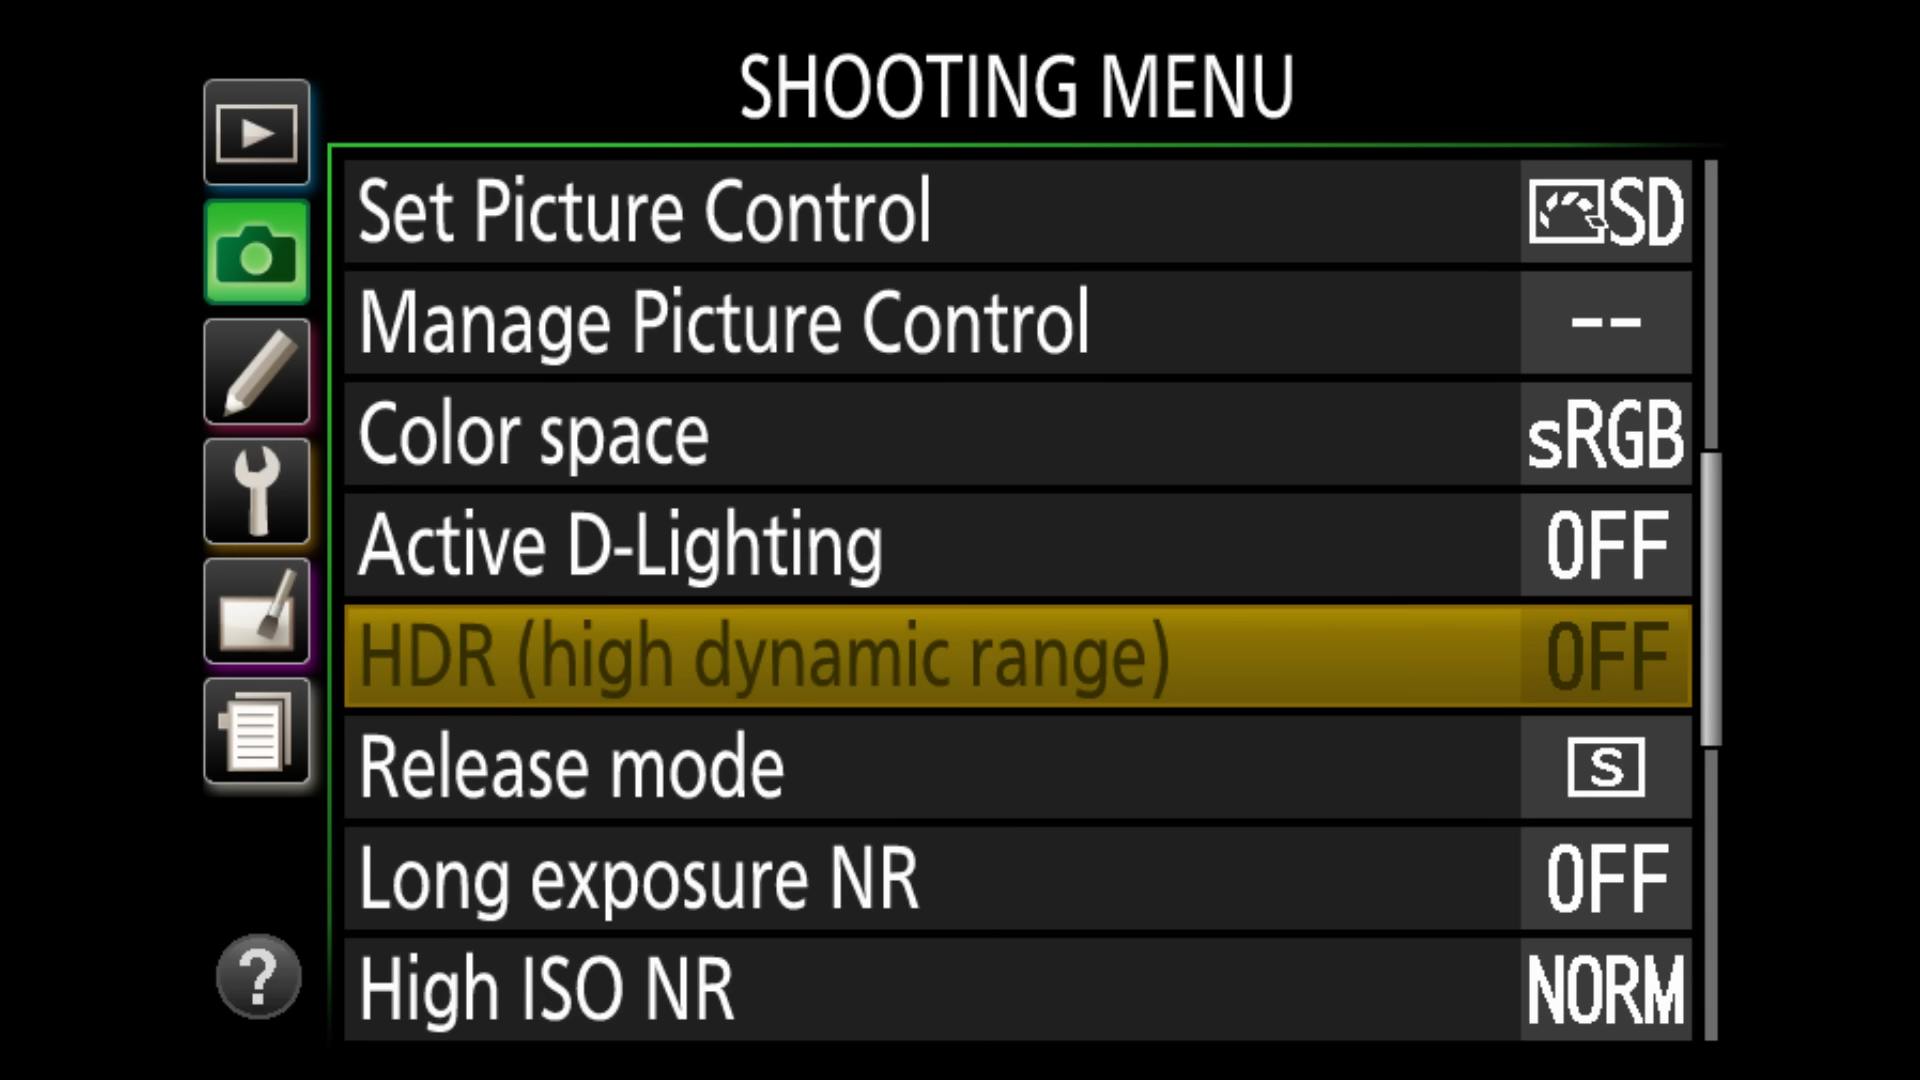 SHOOTING MENU
Set Picture Control SD
Manage Picture Control --
Color space sRGB
Active D-Lighting OFF
HDR (high dynamic range) OFF
Release mode S
Long exposure NR OFF
High ISO NR NORM
?